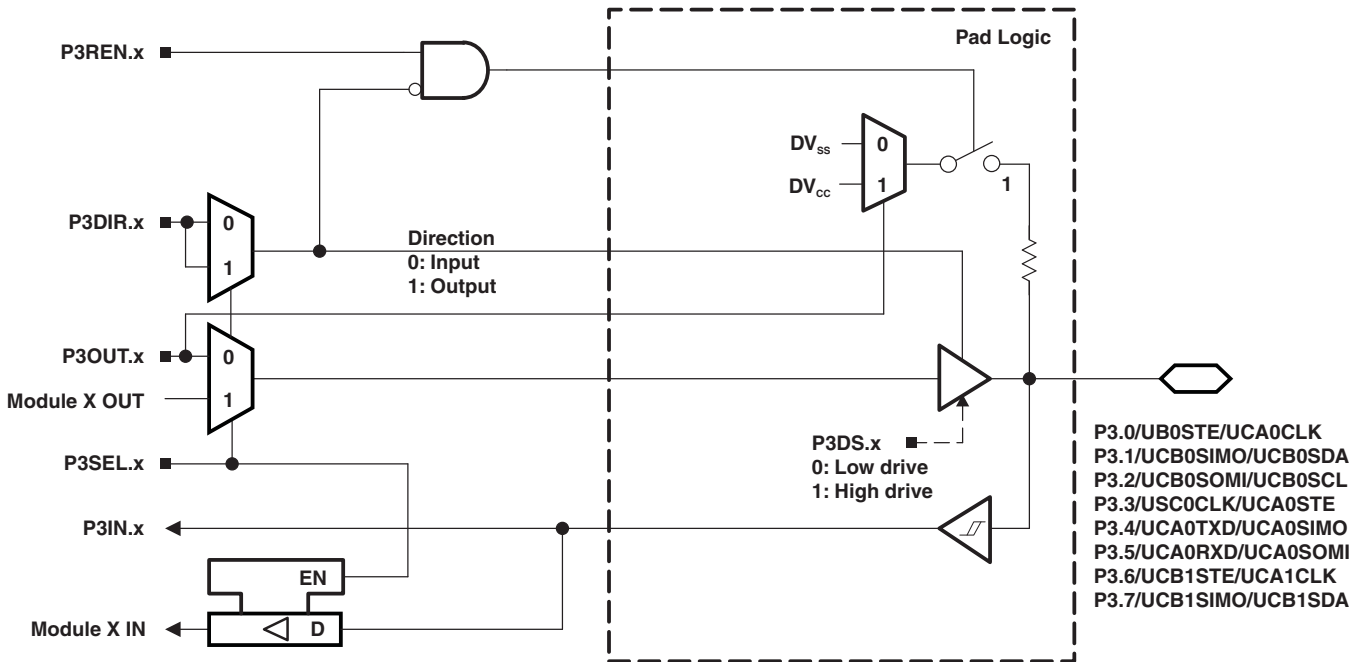 Pad Logic
P3REN.x
DVSS
0
DVCC
1
1
P3DIR.x
0
1
Direction
0: Input
1: Output
P3OUT.x
0
Module X OUT
1
P3DS.x
0: Low drive
1: High drive
P3SEL.x
P3IN.x
EN
D
Module X IN
P3.0/UB0STE/UCA0CLK
P3.1/UCB0SIMO/UCB0SDA
P3.2/UCB0SOMI/UCB0SCL
P3.3/USC0CLK/UCA0STE
P3.4/UCA0TXD/UCA0SIMO
P3.5/UCA0RXD/UCA0SOMI
P3.6/UCB1STE/UCA1CLK
P3.7/UCB1SIMO/UCB1SDA